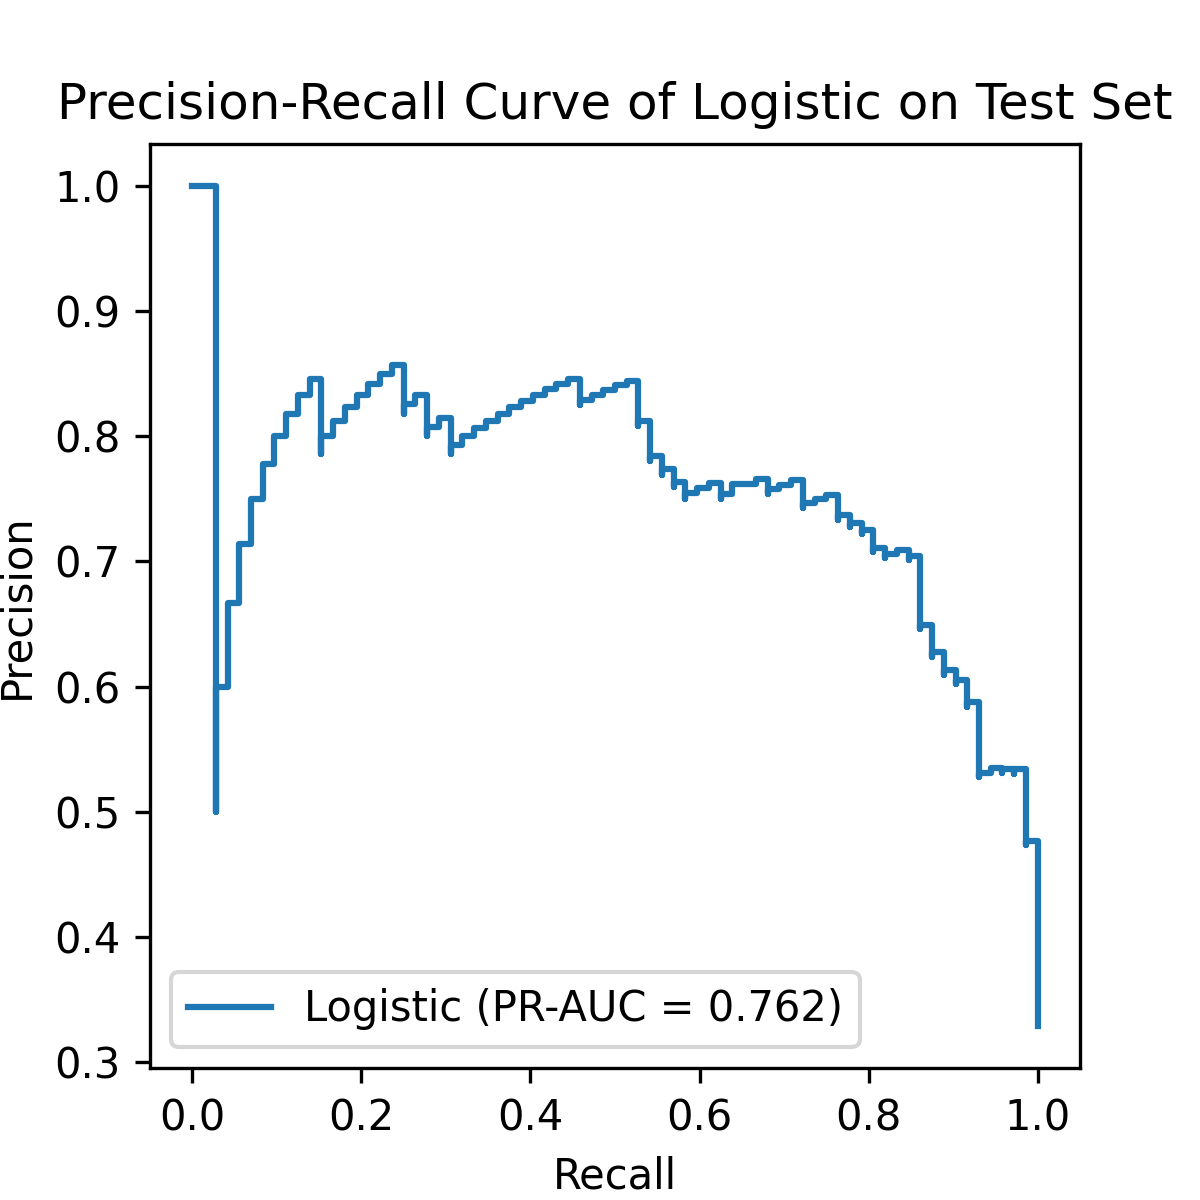 Precision-Recall Curve of Logistic on Test Set
1.0
0.9
0.8
0.7
0.6
0.5
0.4
0.3
Precision
Logistic (PR-AUC = 0.762)
0.0 0.2 0.4 0.6 0.8 1.0
Recall